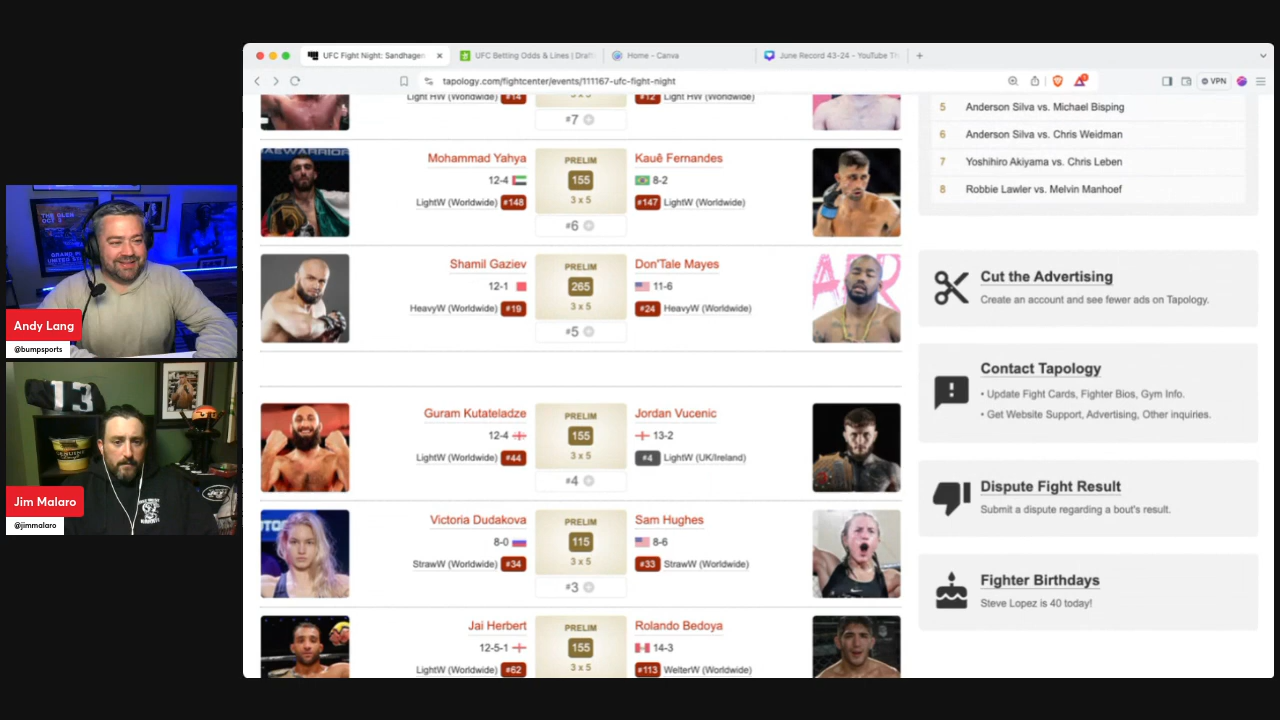 UFC Fight Night: Sandhagen
UFC Betting Odds & Lines | Draft
Home - Canva
June Record 43-24 - YouTube Th
tapology.com/fightcenter/events/111167-ufc-fight-night
VPN
Light HW (Worldwide) #14
3 x 5
#12 Light HW (Worldwide)
#7
Mohammad Yahya
PRELIM
Kauê Fernandes
12-4
155
8-2
LightW (Worldwide) #148
3 x 5
#147 LightW (Worldwide)
#6
Shamil Gaziev
PRELIM
Don'Tale Mayes
12-1
265
11-6
HeavyW (Worldwide) #19
3 x 5
#24 HeavyW (Worldwide)
#5
Guram Kutateladze
PRELIM
Jordan Vucenic
12-4
155
13-2
LightW (Worldwide) #44
3 x 5
#4 LightW (UK/Ireland)
#4
Victoria Dudakova
PRELIM
Sam Hughes
8-0
115
8-6
StrawW (Worldwide) #34
3 x 5
#33 StrawW (Worldwide)
#3
Jai Herbert
PRELIM
Rolando Bedoya
12-5-1
155
14-3
LightW (Worldwide) #62
3 x 5
#113 WelterW (Worldwide)
5 Anderson Silva vs. Michael Bisping
6 Anderson Silva vs. Chris Weidman
7 Yoshihiro Akiyama vs. Chris Leben
8 Robbie Lawler vs. Melvin Manhoef
Cut the Advertising
Create an account and see fewer ads on Tapology.
Contact Tapology
• Update Fight Cards, Fighter Bios, Gym Info.
• Get Website Support, Advertising, Other inquiries.
Dispute Fight Result
Submit a dispute regarding a bout's result.
Fighter Birthdays
Steve Lopez is 40 today!
THE GLEN
Andy Lang
@bumpsports
13
JETS
Jim Malaro
@jimmalaro